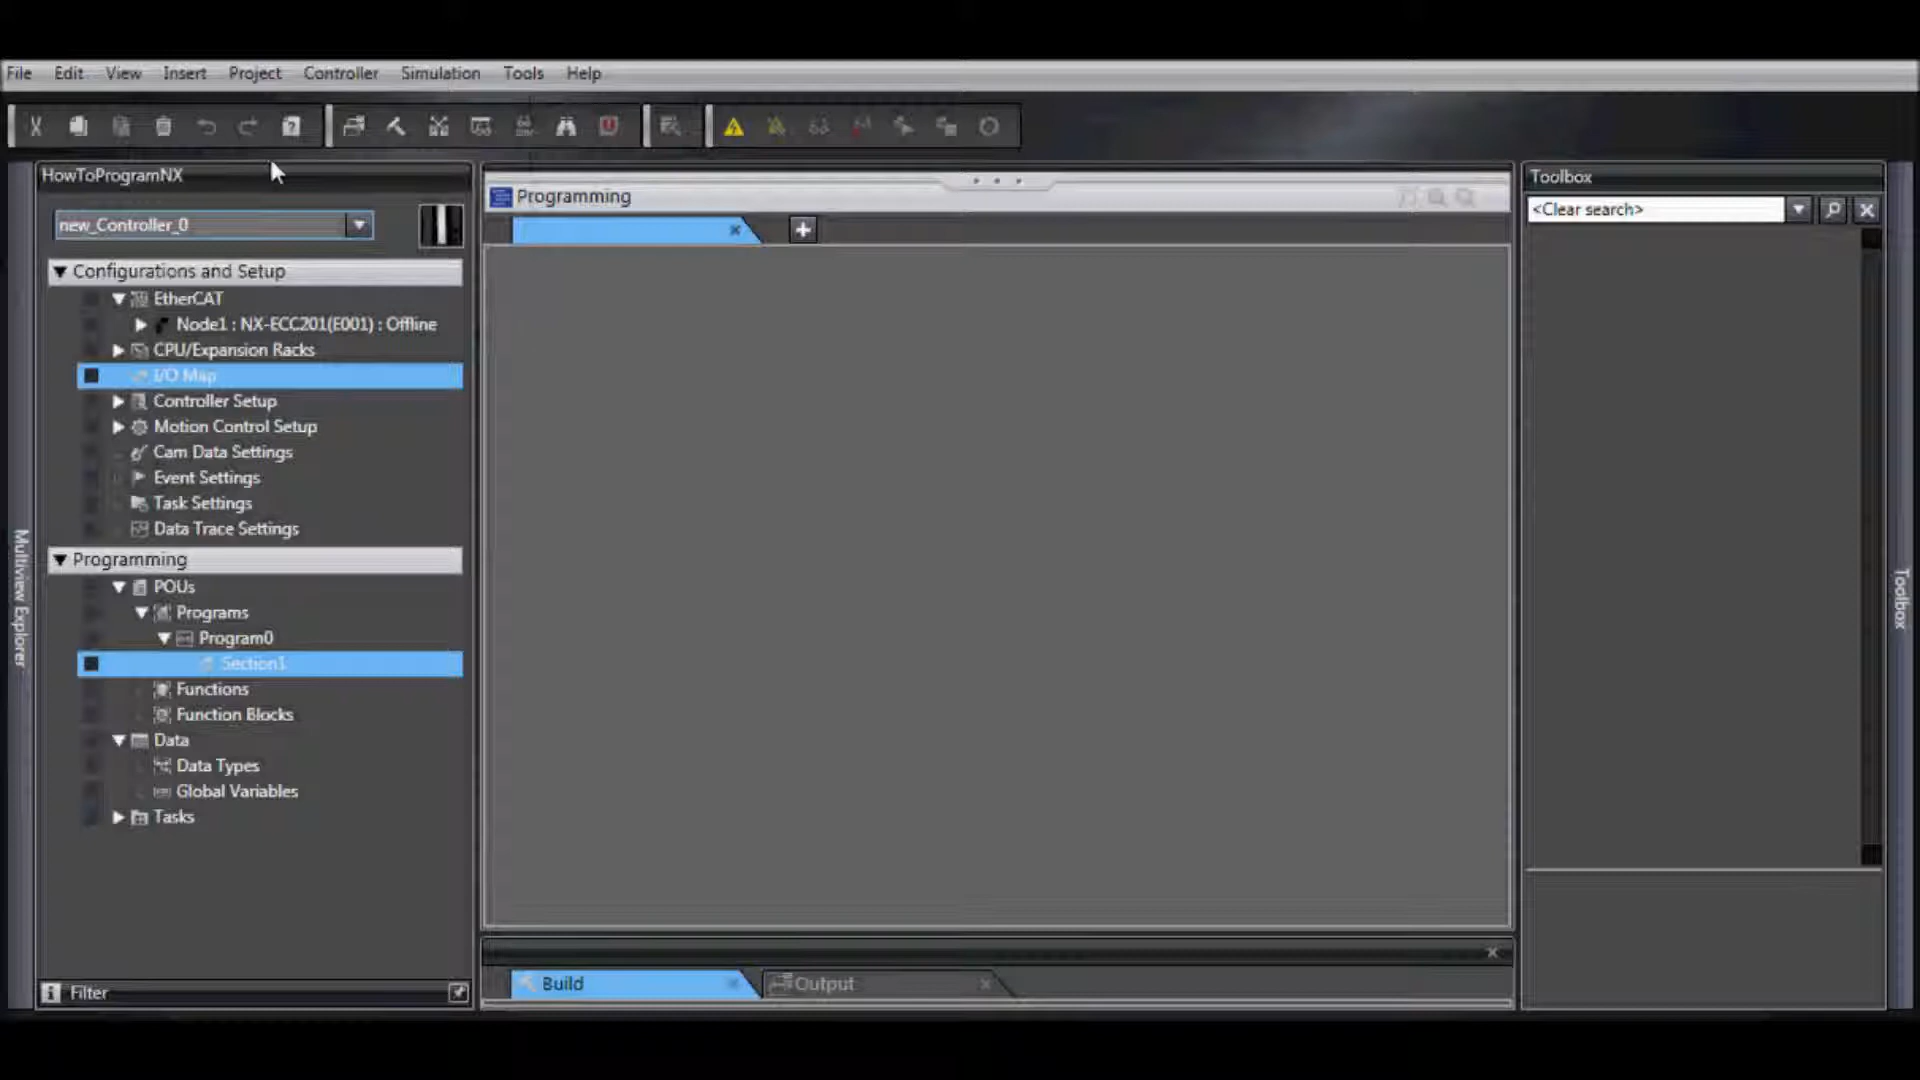 File Edit View Insert Project Controller Simulation Tools Help
HowToProgramNX
new_Controller_0
Configurations and Setup
EtherCAT
Node1 : NX-ECC201(E001) : Offline
CPU/Expansion Racks
I/O Map
Controller Setup
Motion Control Setup
Cam Data Settings
Event Settings
Task Settings
Data Trace Settings
Programming
POUs
Programs
Program0
Section1
Functions
Function Blocks
Data
Data Types
Global Variables
Tasks
Filter
Multiview Explorer
Programming
Build
Output
Toolbox
<Clear search>
Toolbox